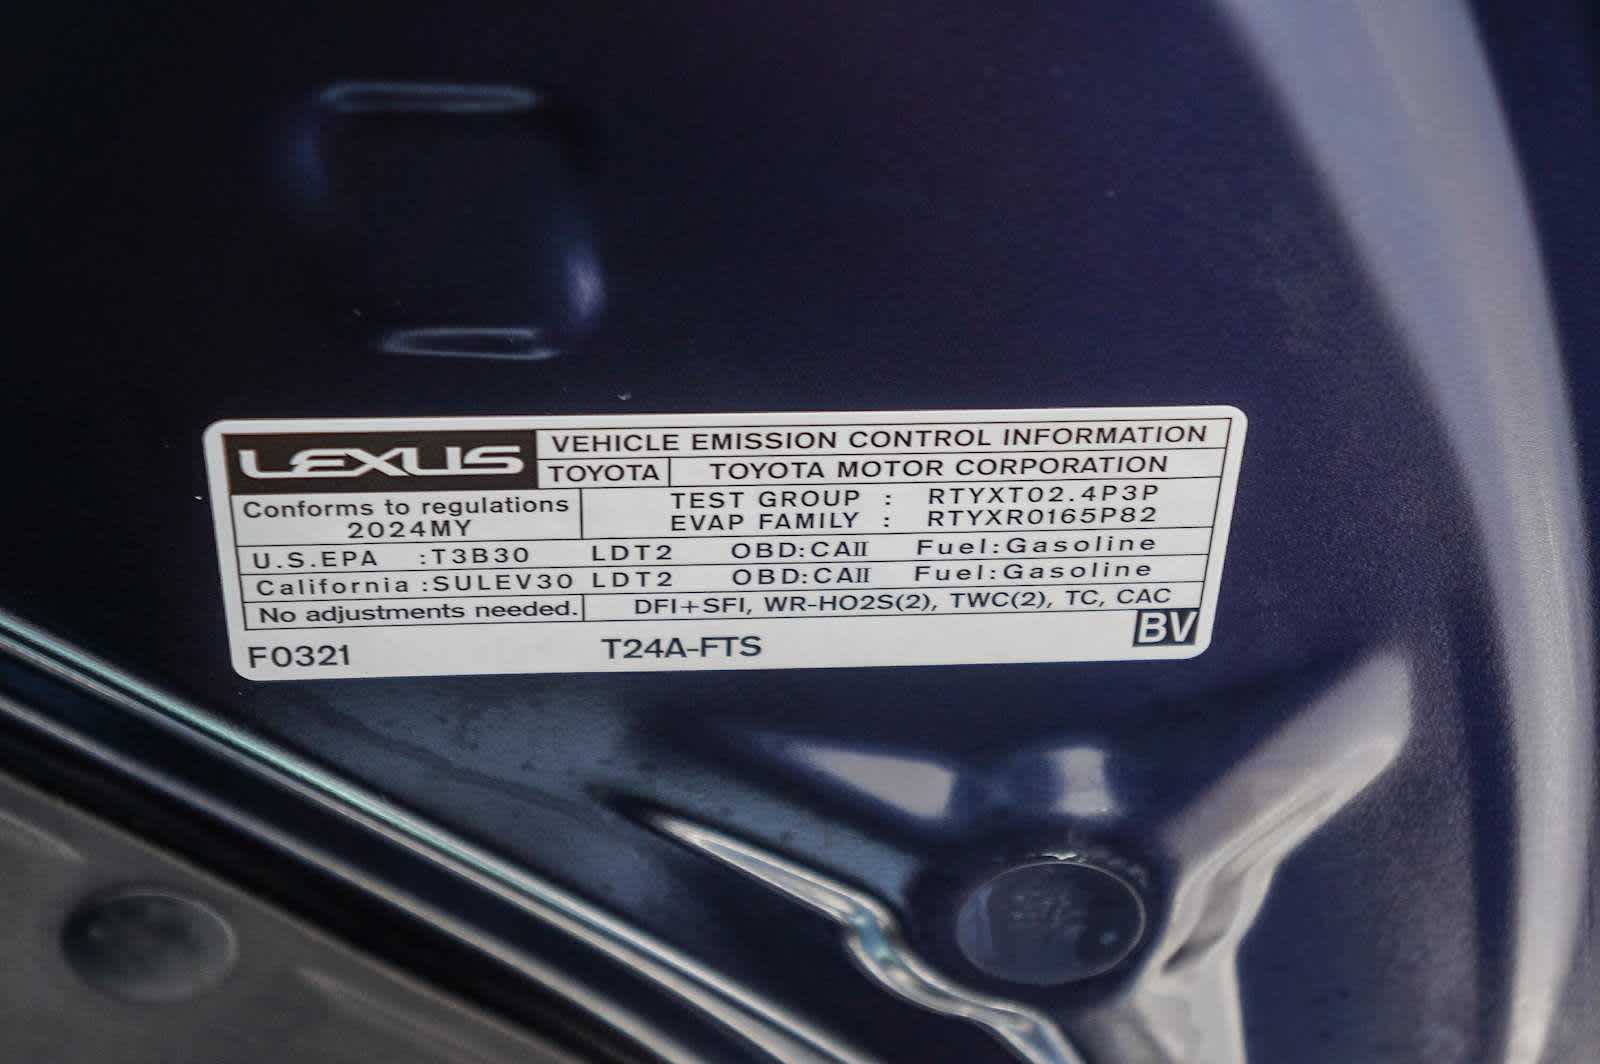 LEXUS VEHICLE EMISSION CONTROL INFORMATION
TOYOTA TOYOTA MOTOR CORPORATION
Conforms to regulations
2024MY
TEST GROUP : RTYXT02.4P3P
EVAP FAMILY : RTYXR0165P82
U.S.EPA :T3B30 LDT2 OBD:CAII Fuel:Gasoline
California :SULEV30 LDT2 OBD:CAII Fuel:Gasoline
No adjustments needed. DFI+SFI, WR-HO2S(2), TWC(2), TC, CAC
F0321 T24A-FTS BV